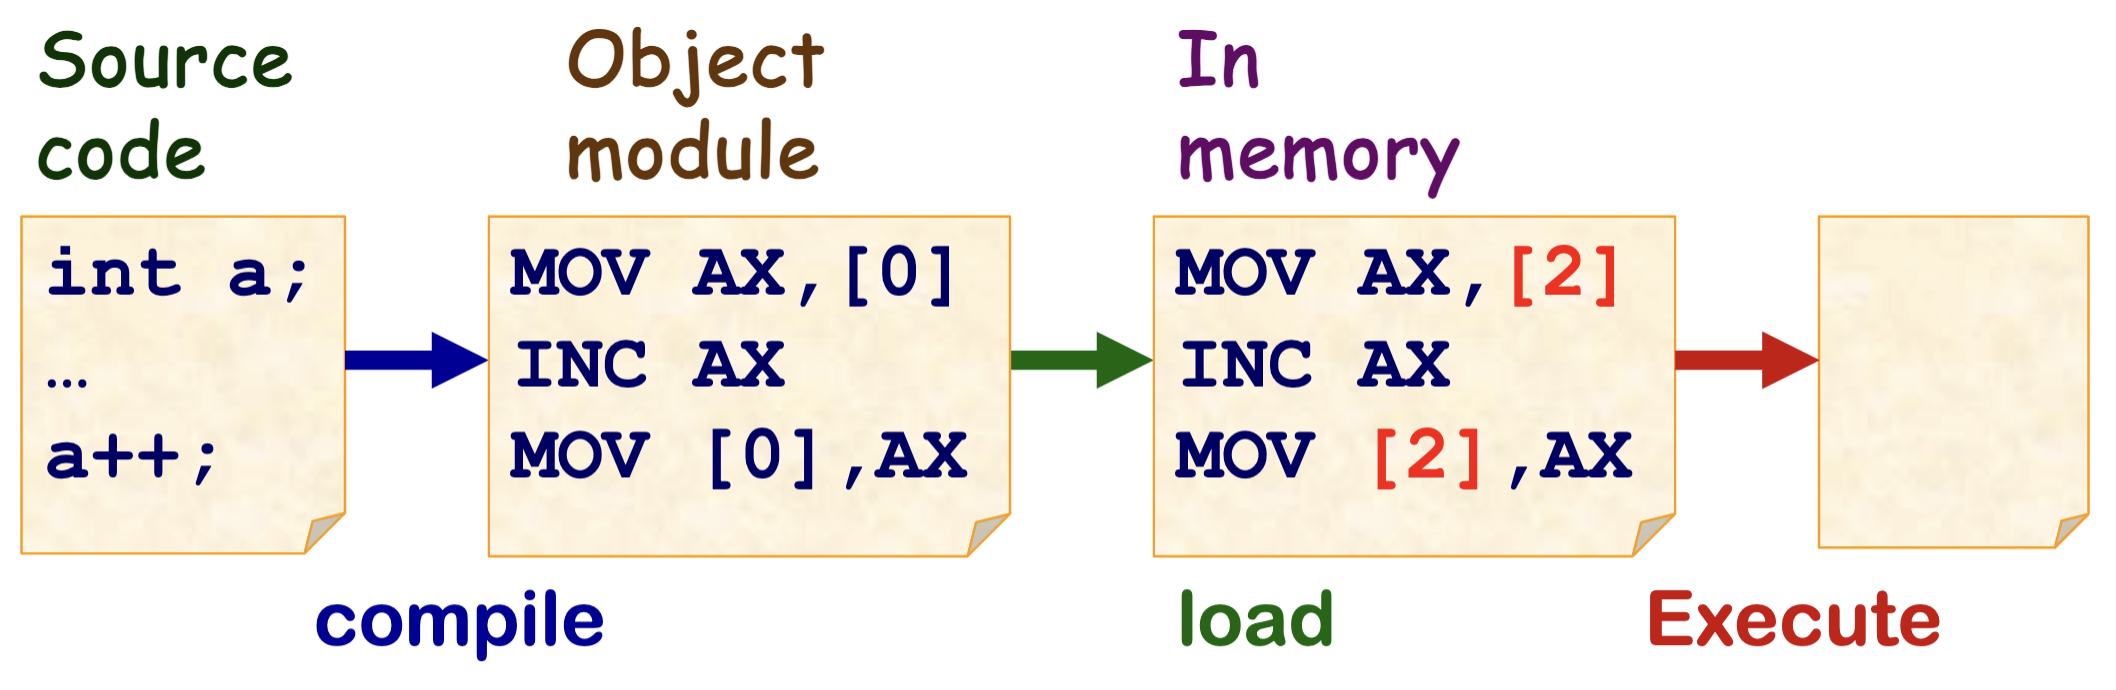 Source
code
Object
module
In
memory
int a;
…
a++;
MOV AX,[0]
INC AX
MOV [0],AX
MOV AX,[2]
INC AX
MOV [2],AX
compile
load
Execute